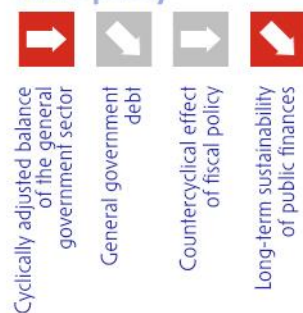 Cyclically adjusted balance
of the general
government sector
General government
debt
Countercyclical effect
of fiscal policy
Long-term sustainability
of public finances